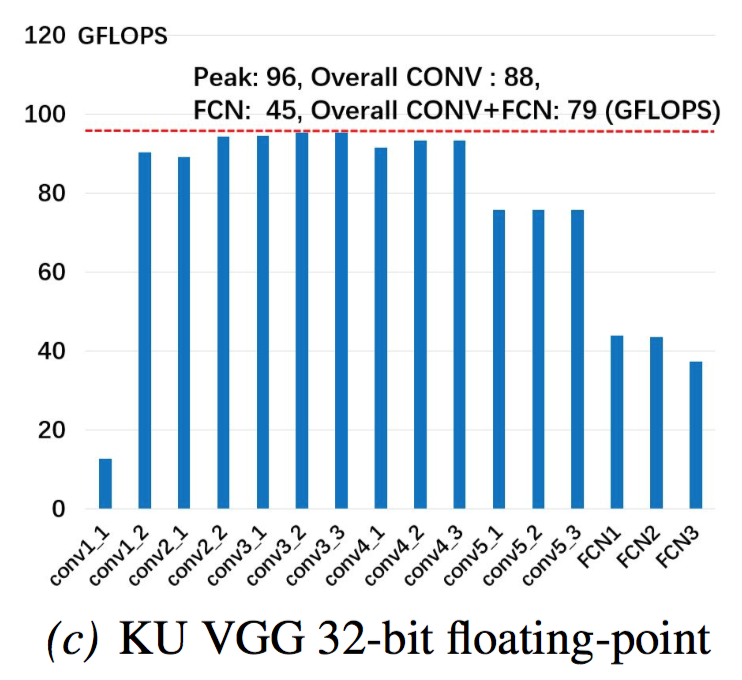 120 GFLOPS
Peak: 96, Overall CONV : 88,
FCN: 45, Overall CONV+FCN: 79 (GFLOPS)
100
80
60
40
20
0
conv1_1 conv1_2 conv2_1 conv2_2 conv3_1 conv3_2 conv3_3 conv4_1 conv4_2 conv4_3 conv5_1 conv5_2 conv5_3 FCN1 FCN2 FCN3
(c) KU VGG 32-bit floating-point